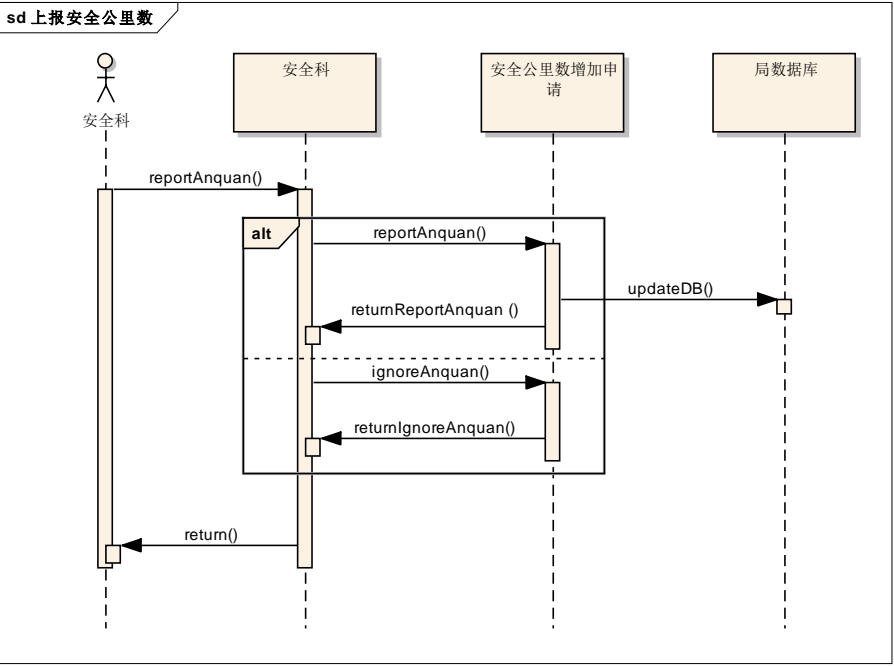 sd 上报安全公里数
安全科
安全科
安全公里数增加申
请
局数据库
reportAnquan()
alt
reportAnquan()
updateDB()
returnReportAnquan ()
ignoreAnquan()
returnIgnoreAnquan()
return()